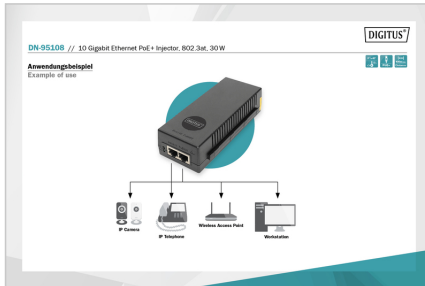 DIGITUS®
DN-95108 // 10 Gigabit Ethernet PoE+ Injector, 802.3at, 30 W
Anwendungsbeispiel
Example of use
DIGITUS
IP Camera
IP Telephone
Wireless Access Point
Workstation